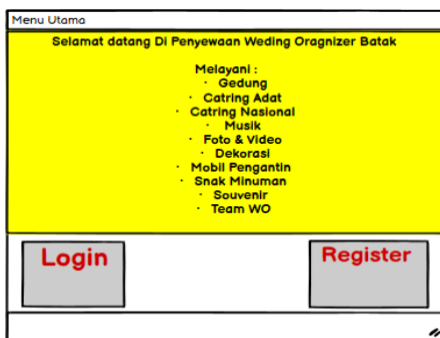 Menu Utama
Selamat datang Di Penyewaan Weding Oragnizer Batak
Melayani :
· Gedung
· Catring Adat
· Catring Nasional
· Musik
· Foto & Video
· Dekorasi
· Mobil Pengantin
· Snak Minuman
· Souvenir
· Team WO
Login
Register